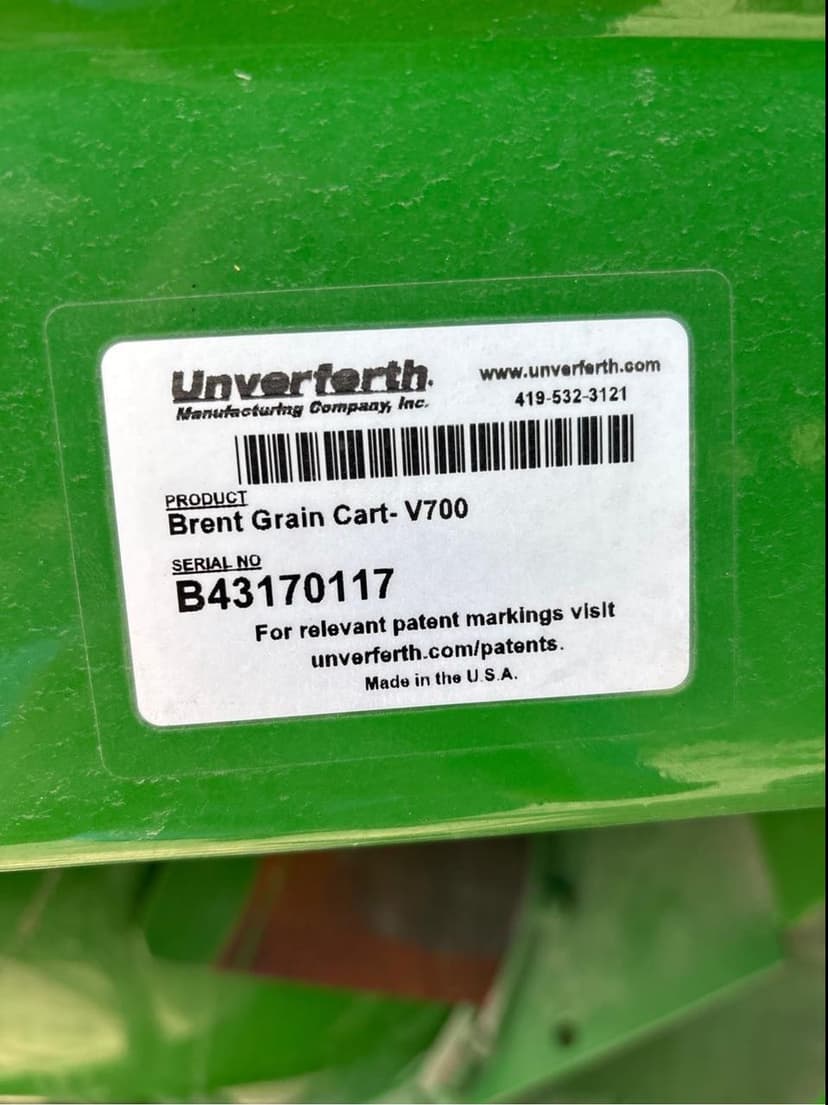 Unverferth.
Manufacturing Company, Inc.
www.unverferth.com
419-532-3121
PRODUCT
Brent Grain Cart- V700
SERIAL NO
B43170117
For relevant patent markings visit
unverferth.com/patents.
Made in the U.S.A.